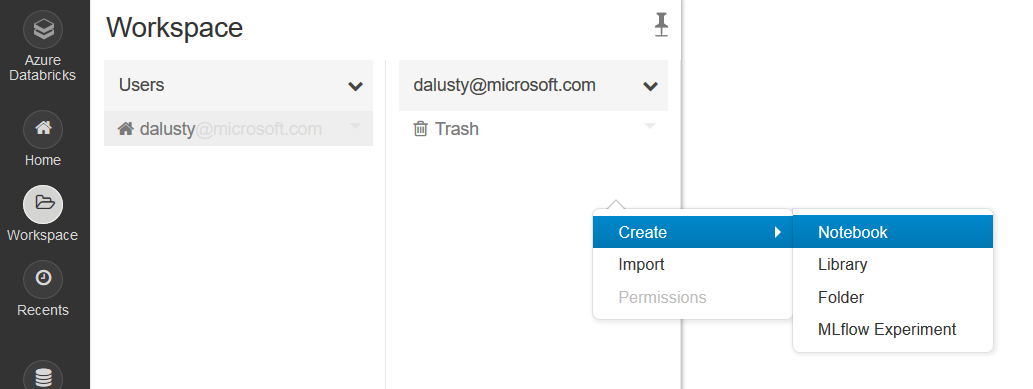 Azure
Databricks
Home
Workspace
Recents
Workspace
Users
dalusty@microsoft.com
dalusty@microsoft.com
Trash
Create
Import
Permissions
Notebook
Library
Folder
MLflow Experiment